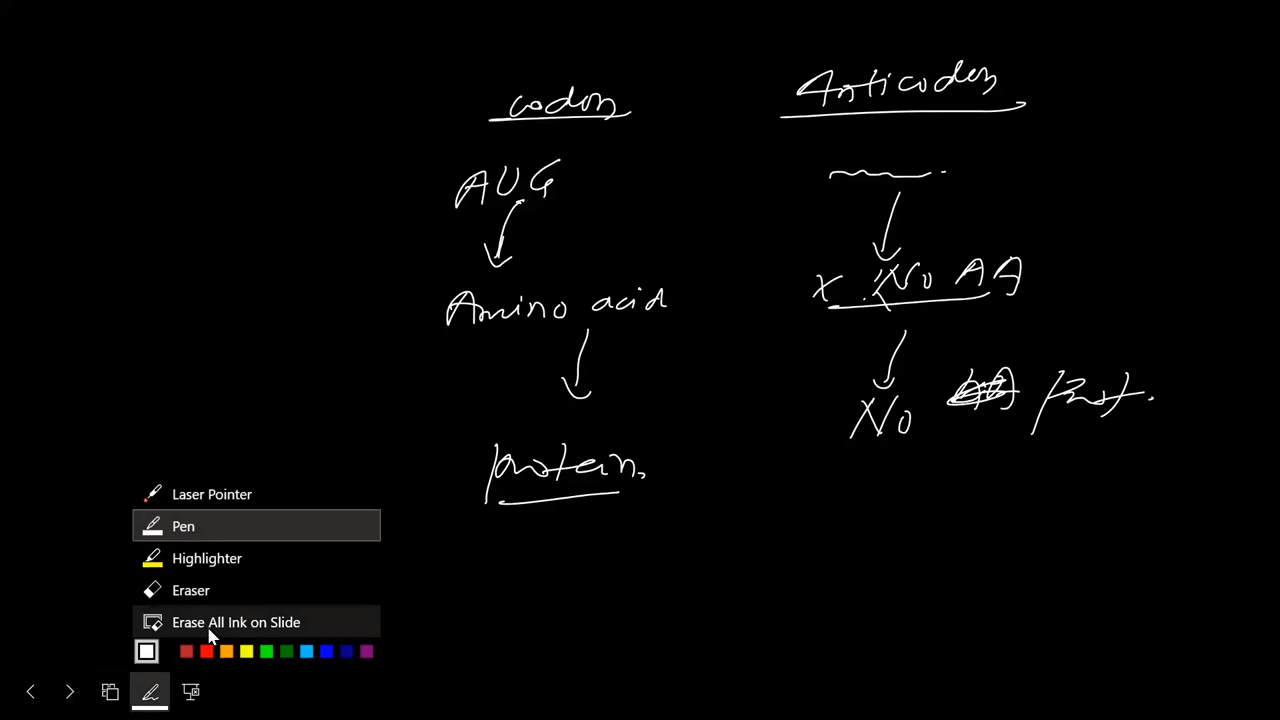 codon
Anticodon
AUG
Amino acid
X No AA
No Prot.
protein.
Laser Pointer
Pen
Highlighter
Eraser
Erase All Ink on Slide